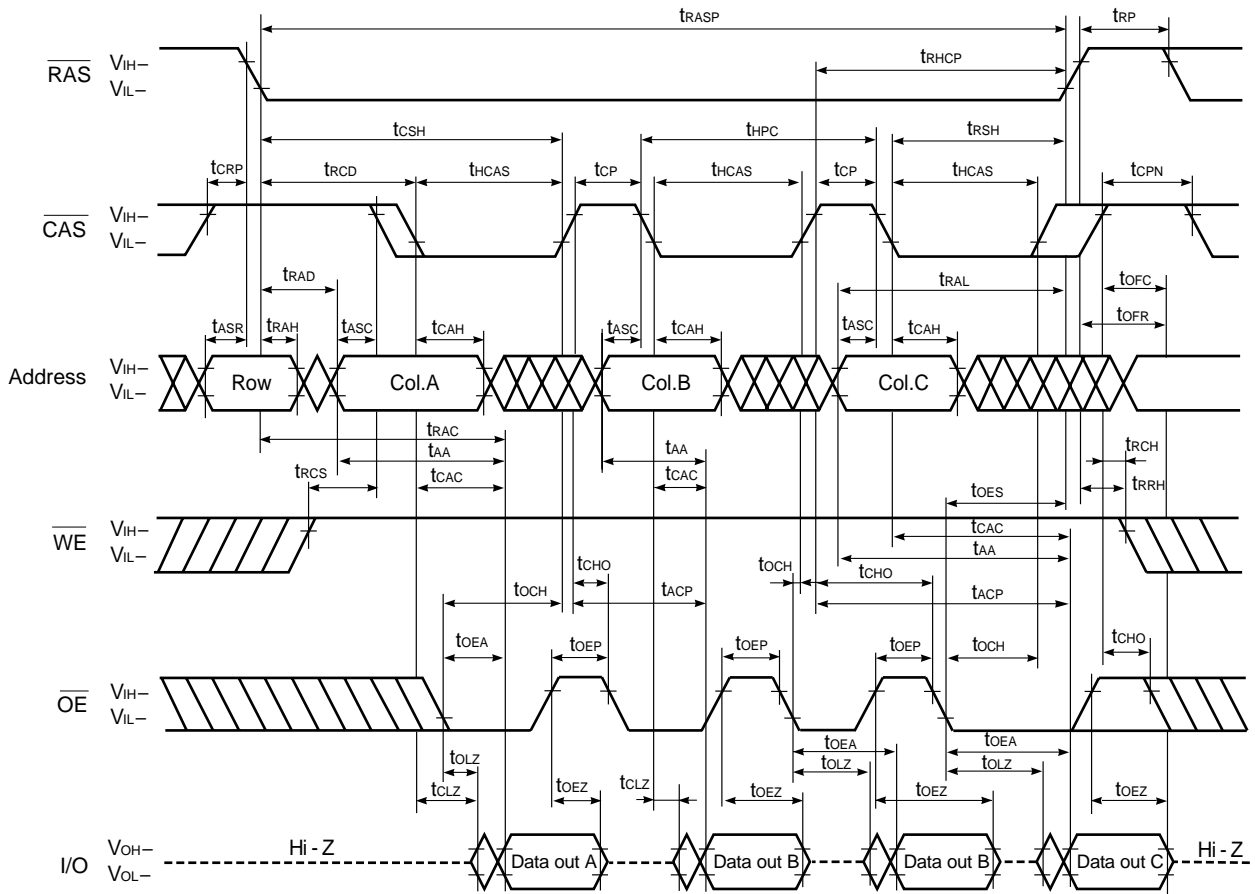 tRASP tRP
RAS VIH–
VIL–
tRHCP
tCSH tHPC tRSH
tCRP tRCD tHCAS tCP tHCAS tCP tHCAS tCPN
CAS VIH–
VIL–
tRAD tRAL tOFC
tASR tRAH tASC tCAH tASC tCAH tASC tCAH tOFR
Address VIH–
VIL–
Row Col.A Col.B Col.C
tRAC
tAA tAA tRCH
tRCS tCAC tCAC tOES tRRH
WE VIH–
VIL–
tCAC
tAA
tOCH tCHO tOCH tCHO
tACP tACP
tOEA tOEP tOEP tOEP tOCH tCHO
OE VIH–
VIL–
tOLZ tOEA tOEA
tCLZ tOEZ tCLZ tOLZ tOEZ tOLZ tOEZ tOEZ
I/O VOH–
VOL–
Hi - Z Data out A Data out B Data out B Data out C Hi - Z